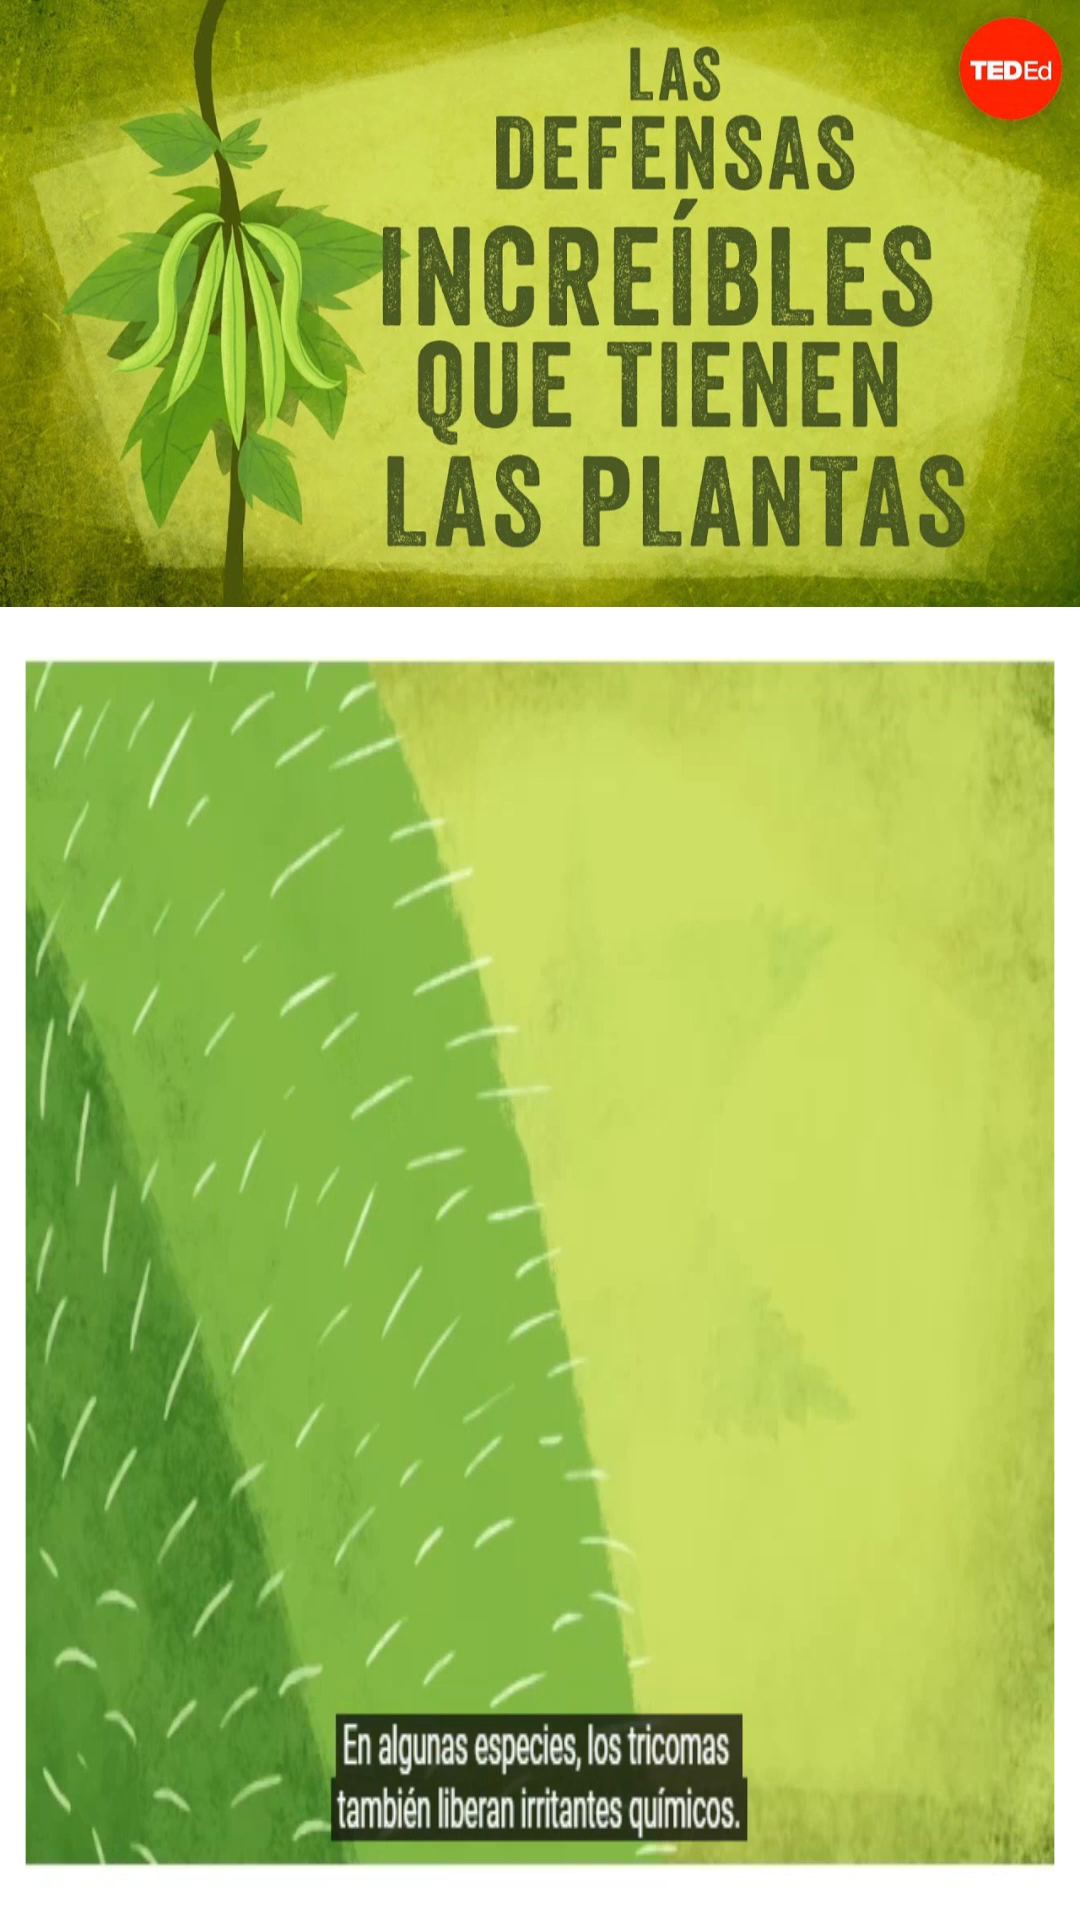 TEDEd
LAS
DEFENSAS
INCREÍBLES
QUE TIENEN
LAS PLANTAS
En algunas especies, los tricomas
también liberan irritantes químicos.